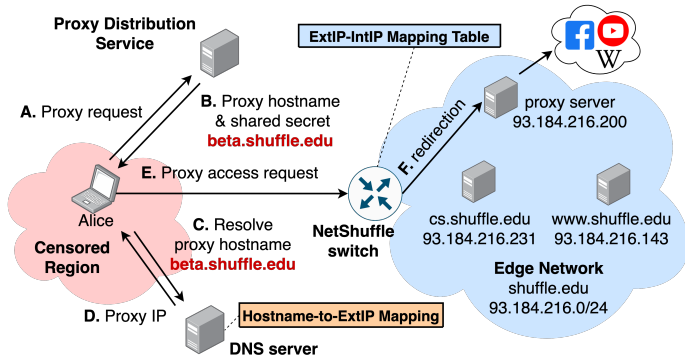 Proxy Distribution
Service
ExtIP-IntIP Mapping Table
f
W
A. Proxy request
B. Proxy hostname
& shared secret
beta.shuffle.edu
proxy server
93.184.216.200
F. redirection
E. Proxy access request
Alice
Censored
Region
C. Resolve
proxy hostname
beta.shuffle.edu
NetShuffle
switch
cs.shuffle.edu
93.184.216.231
www.shuffle.edu
93.184.216.143
Edge Network
shuffle.edu
93.184.216.0/24
D. Proxy IP
Hostname-to-ExtIP Mapping
DNS server